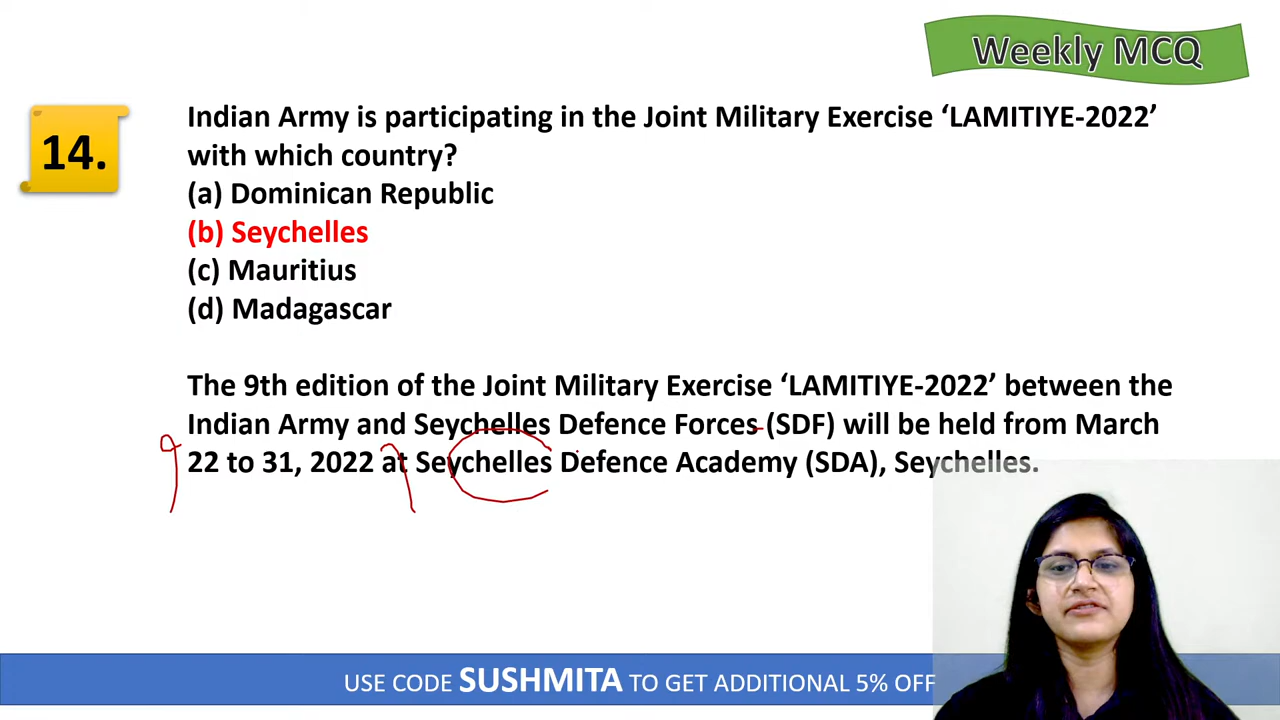 Weekly MCQ
14.
Indian Army is participating in the Joint Military Exercise ‘LAMITIYE-2022’
with which country?
(a) Dominican Republic
(b) Seychelles
(c) Mauritius
(d) Madagascar
The 9th edition of the Joint Military Exercise ‘LAMITIYE-2022’ between the
Indian Army and Seychelles Defence Forces (SDF) will be held from March
22 to 31, 2022 at Seychelles Defence Academy (SDA), Seychelles.
USE CODE SUSHMITA TO GET ADDITIONAL 5% OFF